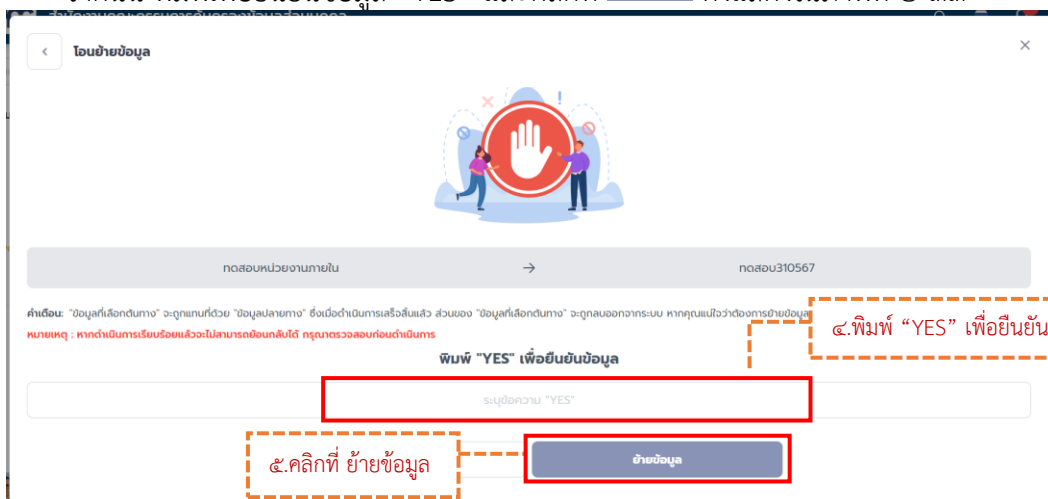 โอนย้ายข้อมูล
ทดสอบหน่วยงานภายใน → ทดสอบ310567
คำเตือน: "ข้อมูลที่เลือกต้นทาง" จะถูกแทนที่ด้วย "ข้อมูลปลายทาง" ซึ่งเมื่อดำเนินการเสร็จสิ้นแล้ว ส่วนของ "ข้อมูลที่เลือกต้นทาง" จะถูกลบออกจากระบบ หากคุณแน่ใจว่าต้องการย้ายข้อมูล
๔.พิมพ์ “YES” เพื่อยืนยัน
หมายเหตุ : หากดำเนินการเรียบร้อยแล้วจะไม่สามารถย้อนกลับได้ กรุณาตรวจสอบก่อนดำเนินการ
พิมพ์ "YES" เพื่อยืนยันข้อมูล
ระบุข้อความ "YES"
๕.คลิกที่ ย้ายข้อมูล
ย้ายข้อมูล